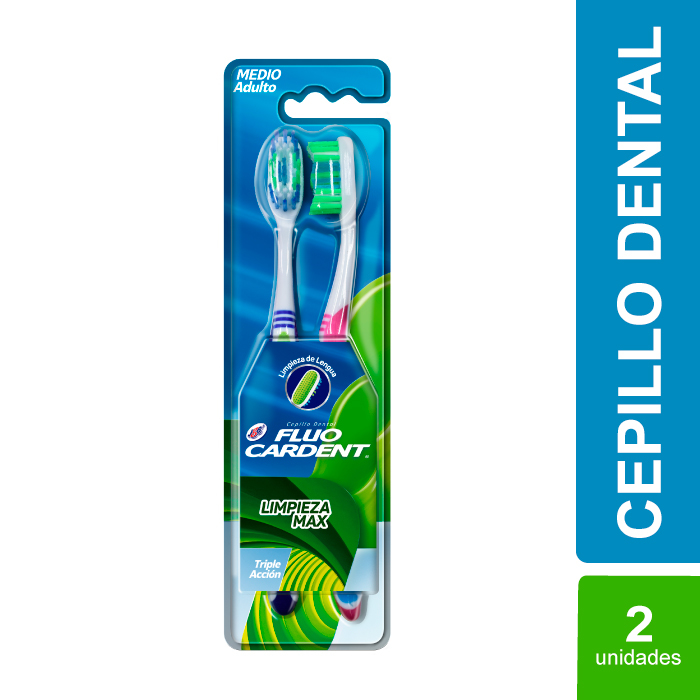 MEDIO
Adulto
Limpieza de Lengua
Cepillo Dental
FLUO
CARDENT
LIMPIEZA
MAX
Triple
Acción
CEPILLO DENTAL
2
unidades